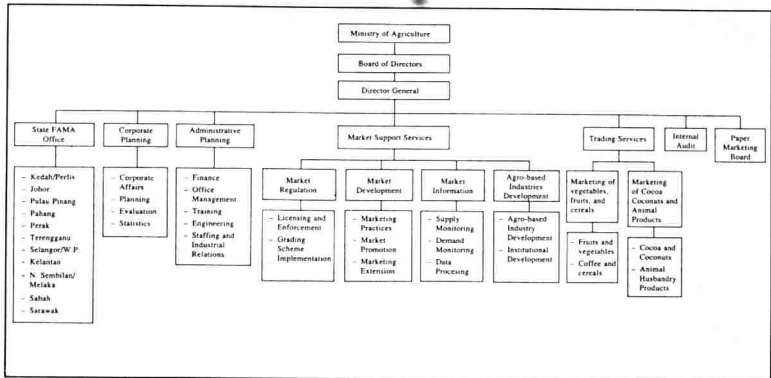 Ministry of Agriculture
Board of Directors
Director General
State FAMA
Office
Corporate
Planning
Administrative
Planning
Market Support Services
Trading Services
Internal
Audit
Paper
Marketing
Board
- Kedah/Perlis
- Johor
- Pulau Pinang
- Pahang
- Perak
- Terengganu
- Selangor/W.P
- Kelantan
- N. Sembilan/
Melaka
- Sabah
- Sarawak
- Corporate
Affairs
- Planning
- Evaluation
- Statistics
- Finance
- Office
Management
- Training
- Engineering
- Staffing and
Industrial
Relations
Market
Regulation
Market
Development
Market
Information
Agro-based
Industries
Development
Marketing of
vegetables,
fruits, and
cereals
Marketing
of Cocoa
Coconuts and
Animal
Products
- Licensing and
Enforcement
- Grading
Scheme
Implementation
- Marketing
Practices
- Market
Promotion
- Marketing
Extension
- Supply
Monitoring
- Demand
Monitoring
- Data
Procesing
- Agro-based
Industry
Development
- Institutional
Development
- Fruits and
vegetables
- Coffee and
cereals
- Cocoa and
Coconuts
- Animal
Husbandry
Products